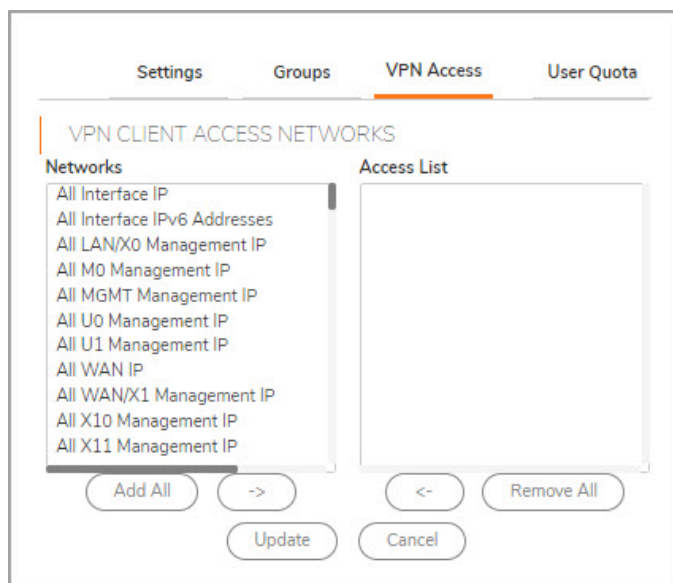 Settings Groups VPN Access User Quota
VPN CLIENT ACCESS NETWORKS
Networks Access List
All Interface IP
All Interface IPv6 Addresses
All LAN/X0 Management IP
All M0 Management IP
All MGMT Management IP
All U0 Management IP
All U1 Management IP
All WAN IP
All WAN/X1 Management IP
All X10 Management IP
All X11 Management IP
Add All -> <- Remove All
Update Cancel